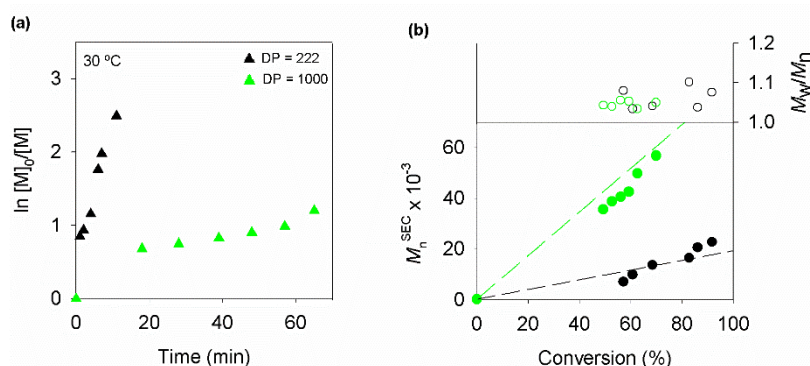 (a)
30 ºC
DP = 222
DP = 1000
ln [M]₀/[M]
3
2
1
0
0
20
40
60
Time (min)
(b)
1.2
1.1
1.0
Mw/Mn
60
40
20
0
MnSEC x 10-3
0
20
40
60
80
100
Conversion (%)